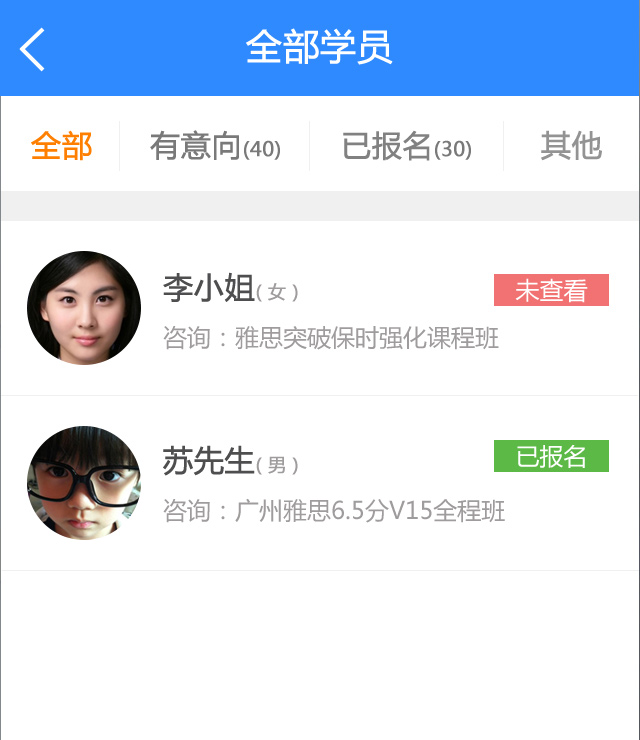 全部学员
全部 有意向(40) 已报名(30) 其他
李小姐( 女 ) 未查看
咨询：雅思突破保时强化课程班
苏先生( 男 ) 已报名
咨询：广州雅思6.5分V15全程班